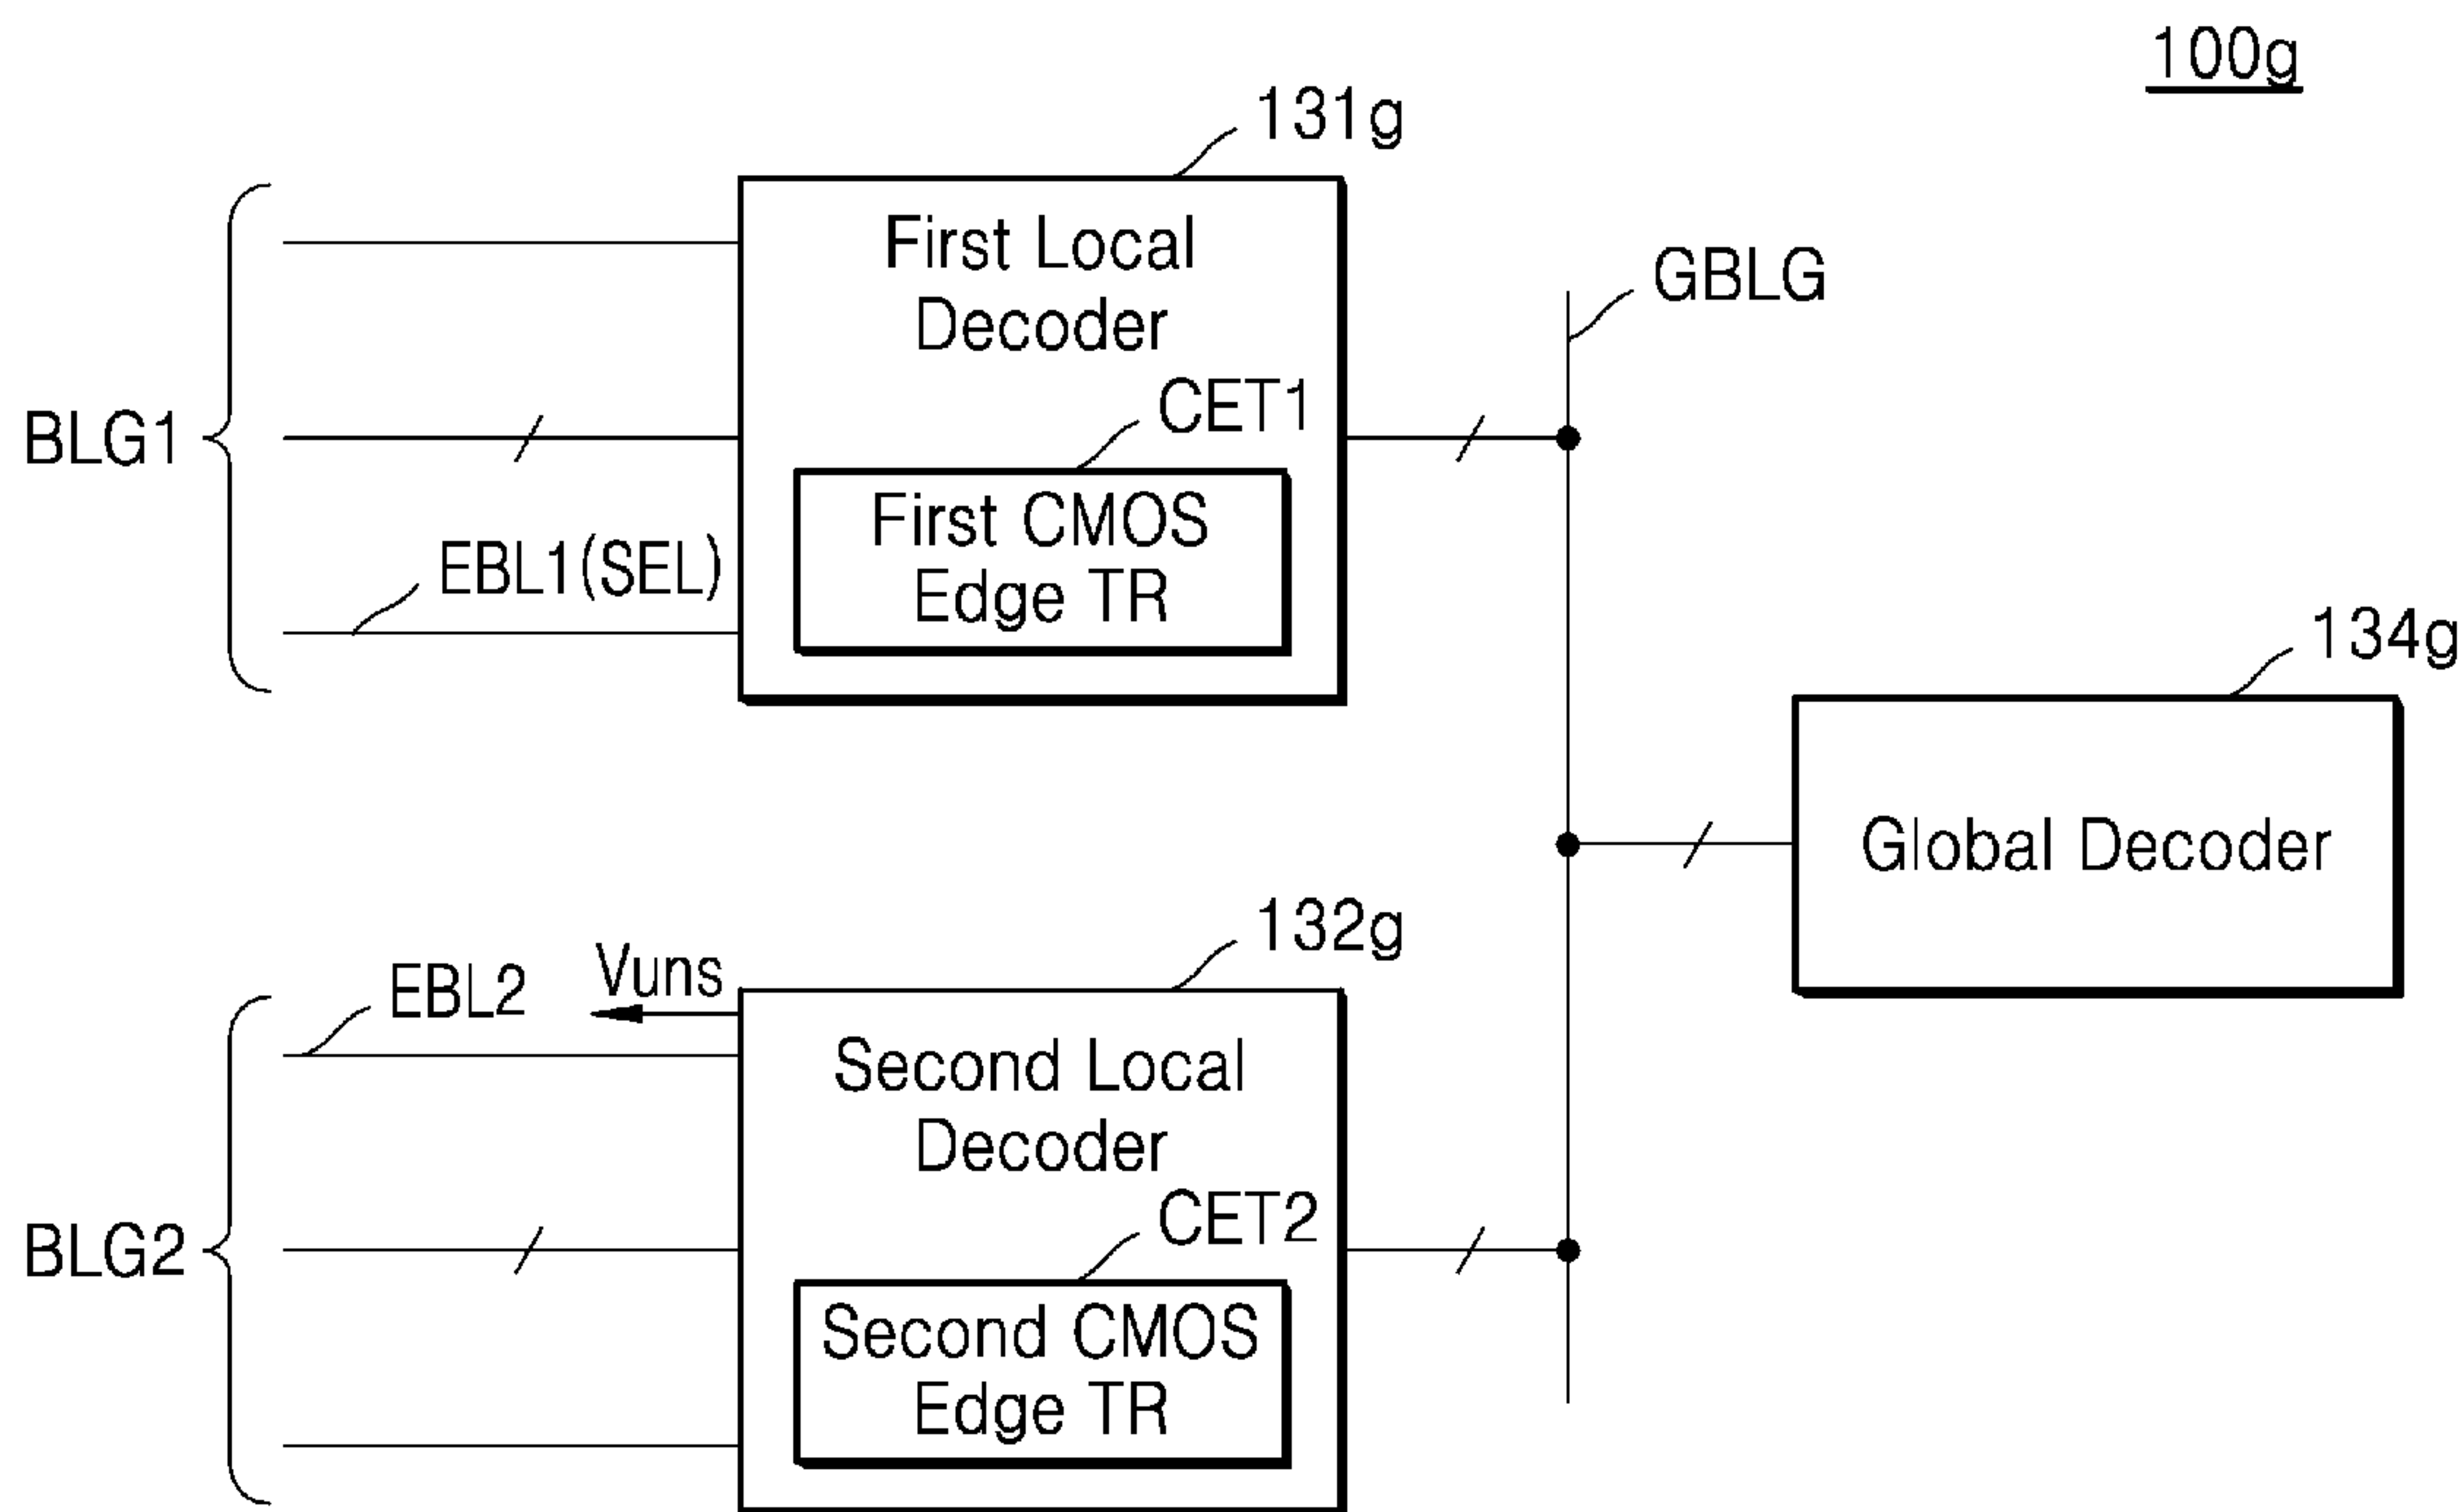 100g
131g
First Local
Decoder
GBLG
CET1
BLG1
First CMOS
Edge TR
EBL1(SEL)
134g
Global Decoder
132g
Vuns
EBL2
Second Local
Decoder
CET2
BLG2
Second CMOS
Edge TR